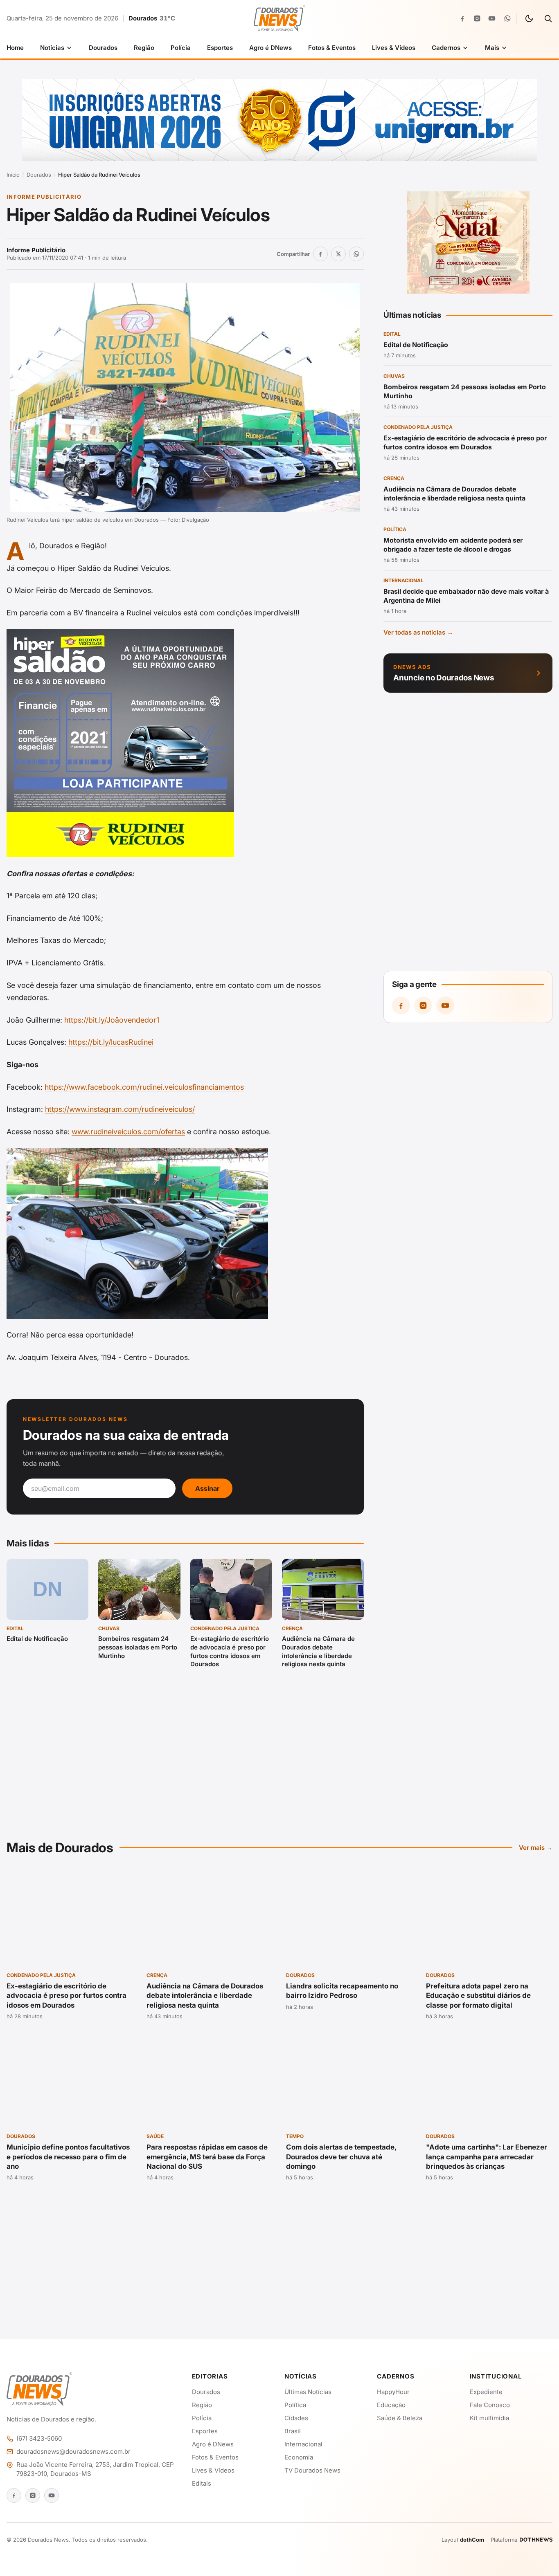 Quarta-feira, 25 de novembro de 2026 | Dourados 31°C
DOURADOS
NEWS
A FONTE DA INFORMAÇÃO
Home Notícias Dourados Região Polícia Esportes Agro é DNews Fotos & Eventos Lives & Vídeos Cadernos Mais
INSCRIÇÕES ABERTAS
UNIGRAN 2026
50 ANOS
ACESSE:
unigran.br
Início / Dourados / Hiper Saldão da Rudinei Veículos
INFORME PUBLICITÁRIO
Hiper Saldão da Rudinei Veículos
Informe Publicitário
Publicado em 17/11/2020 07:41 · 1 min de leitura
Compartilhar
RUDINEI
VEÍCULOS
3421-7404
COMPRA E VENDA
Rudinei Veículos terá hiper saldão de veículos em Dourados — Foto: Divulgação
Alô, Dourados e Região!
Já começou o Hiper Saldão da Rudinei Veículos.
O Maior Feirão do Mercado de Seminovos.
Em parceria com a BV financeira a Rudinei veículos está com condições imperdíveis!!!
hiper
saldão
DE 03 A 30 DE NOVEMBRO
RUDINEI VEÍCULOS
A ÚLTIMA OPORTUNIDADE
DO ANO PARA CONQUISTAR
SEU PRÓXIMO CARRO
Financie
com
condições
especiais*
Pague
apenas em
2021
Atendimento on-line.
www.rudineiveiculos.com.br
LOJA PARTICIPANTE
RUDINEI VEÍCULOS
Confira nossas ofertas e condições:
1ª Parcela em até 120 dias;
Financiamento de Até 100%;
Melhores Taxas do Mercado;
IPVA + Licenciamento Grátis.
Se você deseja fazer uma simulação de financiamento, entre em contato com um de nossos
vendedores.
João Guilherme: https://bit.ly/Joãovendedor1
Lucas Gonçalves: https://bit.ly/lucasRudinei
Siga-nos
Facebook: https://www.facebook.com/rudinei.veiculosfinanciamentos
Instagram: https://www.instagram.com/rudineiveiculos/
Acesse nosso site: www.rudineiveiculos.com/ofertas e confira nosso estoque.
Corra! Não perca essa oportunidade!
Av. Joaquim Teixeira Alves, 1194 - Centro - Dourados.
Momentos que marcam o
Natal
CONCORRA A UM OMODA 5
AVENIDA CENTER
Últimas notícias
EDITAL
Edital de Notificação
há 7 minutos
CHUVAS
Bombeiros resgatam 24 pessoas isoladas em Porto
Murtinho
há 13 minutos
CONDENADO PELA JUSTIÇA
Ex-estagiário de escritório de advocacia é preso por
furtos contra idosos em Dourados
há 28 minutos
CRENÇA
Audiência na Câmara de Dourados debate
intolerância e liberdade religiosa nesta quinta
há 43 minutos
POLÍTICA
Motorista envolvido em acidente poderá ser
obrigado a fazer teste de álcool e drogas
há 58 minutos
INTERNACIONAL
Brasil decide que embaixador não deve mais voltar à
Argentina de Milei
há 1 hora
Ver todas as notícias →
DNEWS ADS
Anuncie no Dourados News
Siga a gente
NEWSLETTER DOURADOS NEWS
Dourados na sua caixa de entrada
Um resumo do que importa no estado — direto da nossa redação,
toda manhã.
seu@email.com
Assinar
Mais lidas
DN
EDITAL
Edital de Notificação
CHUVAS
Bombeiros resgatam 24
pessoas isoladas em Porto
Murtinho
CONDENADO PELA JUSTIÇA
Ex-estagiário de escritório
de advocacia é preso por
furtos contra idosos em
Dourados
CRENÇA
Audiência na Câmara de
Dourados debate
intolerância e liberdade
religiosa nesta quinta
Mais de Dourados
Ver mais →
CONDENADO PELA JUSTIÇA
Ex-estagiário de escritório de
advocacia é preso por furtos contra
idosos em Dourados
há 28 minutos
CRENÇA
Audiência na Câmara de Dourados
debate intolerância e liberdade
religiosa nesta quinta
há 43 minutos
DOURADOS
Liandra solicita recapeamento no
bairro Izidro Pedroso
há 2 horas
DOURADOS
Prefeitura adota papel zero na
Educação e substitui diários de
classe por formato digital
há 3 horas
DOURADOS
Município define pontos facultativos
e períodos de recesso para o fim de
ano
há 4 horas
SAÚDE
Para respostas rápidas em casos de
emergência, MS terá base da Força
Nacional do SUS
há 4 horas
TEMPO
Com dois alertas de tempestade,
Dourados deve ter chuva até
domingo
há 5 horas
DOURADOS
"Adote uma cartinha": Lar Ebenezer
lança campanha para arrecadar
brinquedos às crianças
há 5 horas
DOURADOS
NEWS
A FONTE DA INFORMAÇÃO
Notícias de Dourados e região.
(67) 3423-5060
douradosnews@douradosnews.com.br
Rua João Vicente Ferreira, 2753, Jardim Tropical, CEP
79823-010, Dourados-MS
EDITORIAS
Dourados
Região
Polícia
Esportes
Agro é DNews
Fotos & Eventos
Lives & Vídeos
Editais
NOTÍCIAS
Últimas Notícias
Política
Cidades
Brasil
Internacional
Economia
TV Dourados News
CADERNOS
HappyHour
Educação
Saúde & Beleza
INSTITUCIONAL
Expediente
Fale Conosco
Kit multimídia
© 2026 Dourados News. Todos os direitos reservados.
Layout dothCom Plataforma DOTHNEWS